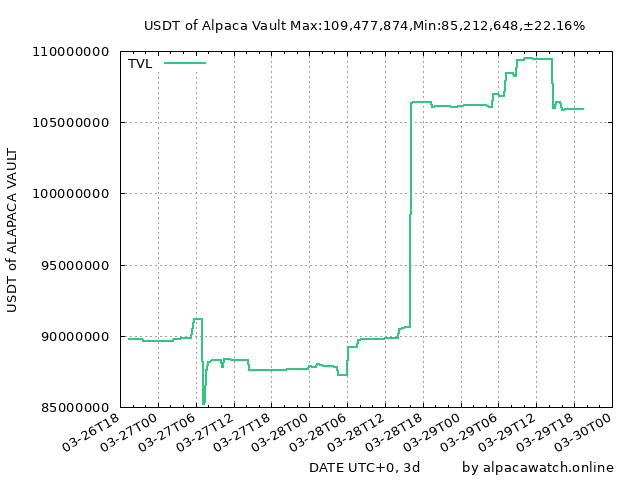 USDT of Alpaca Vault Max:109,477,874,Min:85,212,648,±22.16%
TVL
110000000
105000000
100000000
95000000
90000000
85000000
USDT of ALAPACA VAULT
03-26T18
03-27T00
03-27T06
03-27T12
03-27T18
03-28T00
03-28T06
03-28T12
03-28T18
03-29T00
03-29T06
03-29T12
03-29T18
03-30T00
DATE UTC+0, 3d
by alpacawatch.online